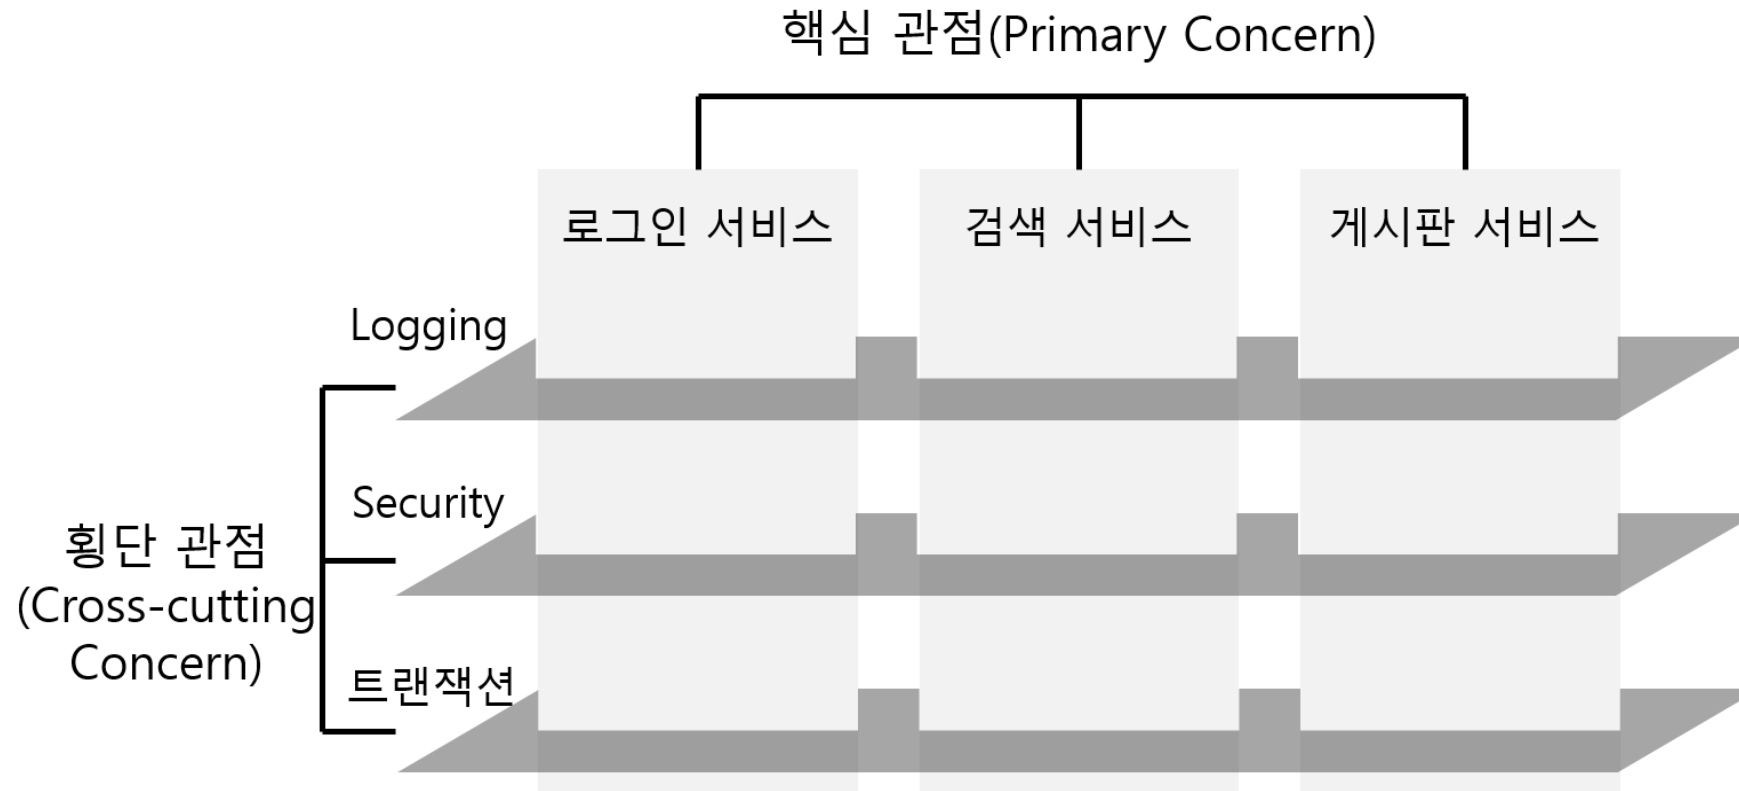 핵심 관점(Primary Concern)
로그인 서비스
검색 서비스
게시판 서비스
Logging
Security
횡단 관점
(Cross-cutting
Concern)
트랜잭션